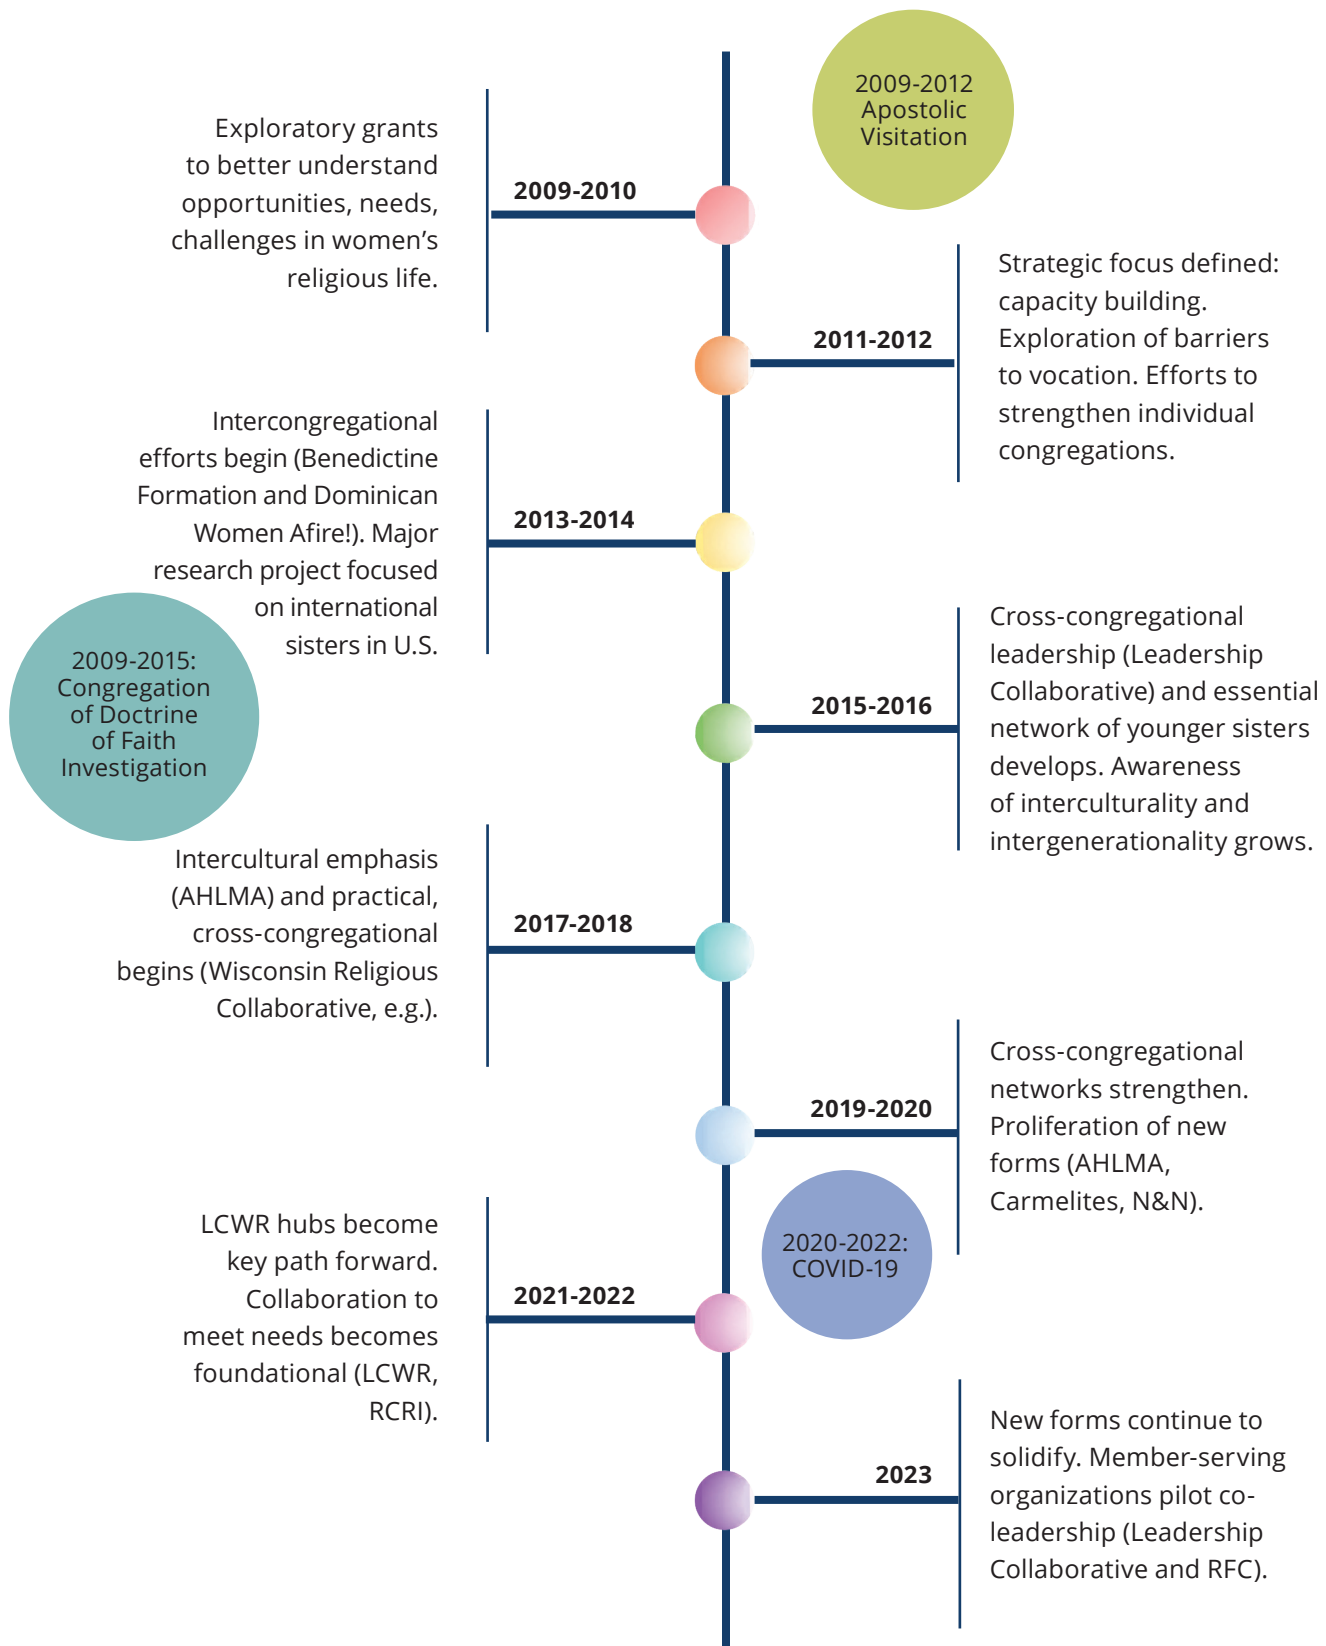 2009-2012
Apostolic
Visitation
Exploratory grants
to better understand
opportunities, needs,
challenges in women’s
religious life.
2009-2010
Strategic focus defined:
capacity building.
Exploration of barriers
to vocation. Efforts to
strengthen individual
congregations.
2011-2012
Intercongregational
efforts begin (Benedictine
Formation and Dominican
Women Afire!). Major
research project focused
on international
sisters in U.S.
2013-2014
2009-2015:
Congregation
of Doctrine
of Faith
Investigation
Cross-congregational
leadership (Leadership
Collaborative) and essential
network of younger sisters
develops. Awareness
of interculturality and
intergenerationality grows.
2015-2016
Intercultural emphasis
(AHLMA) and practical,
cross-congregational
begins (Wisconsin Religious
Collaborative, e.g.).
2017-2018
Cross-congregational
networks strengthen.
Proliferation of new
forms (AHLMA,
Carmelites, N&N).
2019-2020
2020-2022:
COVID-19
LCWR hubs become
key path forward.
Collaboration to
meet needs becomes
foundational (LCWR,
RCRI).
2021-2022
New forms continue to
solidify. Member-serving
organizations pilot co-
leadership (Leadership
Collaborative and RFC).
2023